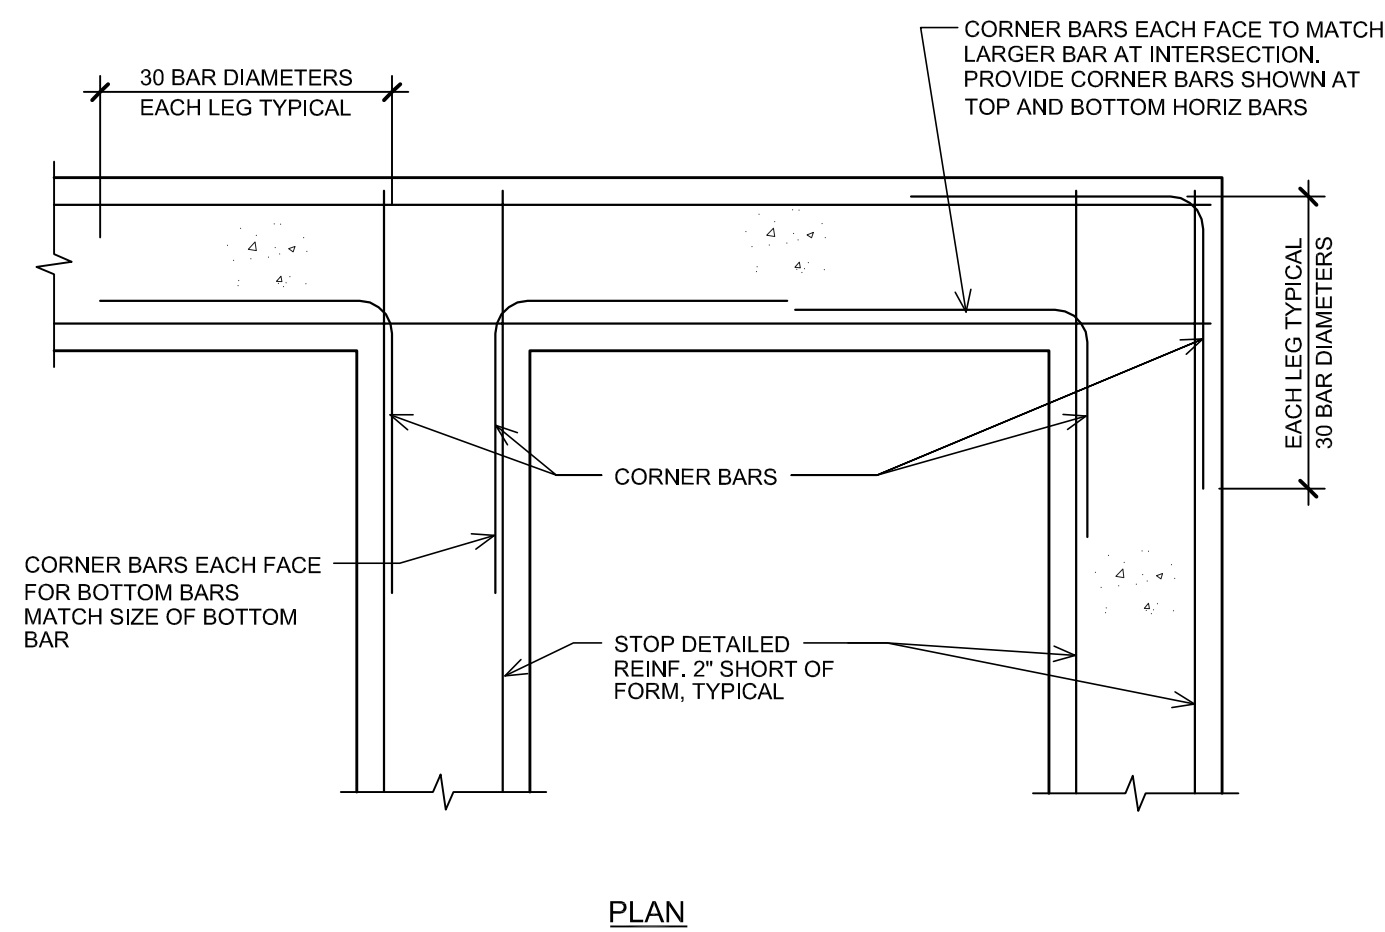 CORNER BARS EACH FACE TO MATCH
LARGER BAR AT INTERSECTION.
PROVIDE CORNER BARS SHOWN AT
TOP AND BOTTOM HORIZ BARS
30 BAR DIAMETERS
EACH LEG TYPICAL
EACH LEG TYPICAL
30 BAR DIAMETERS
CORNER BARS
CORNER BARS EACH FACE
FOR BOTTOM BARS
MATCH SIZE OF BOTTOM
BAR
STOP DETAILED
REINF. 2" SHORT OF
FORM, TYPICAL
PLAN